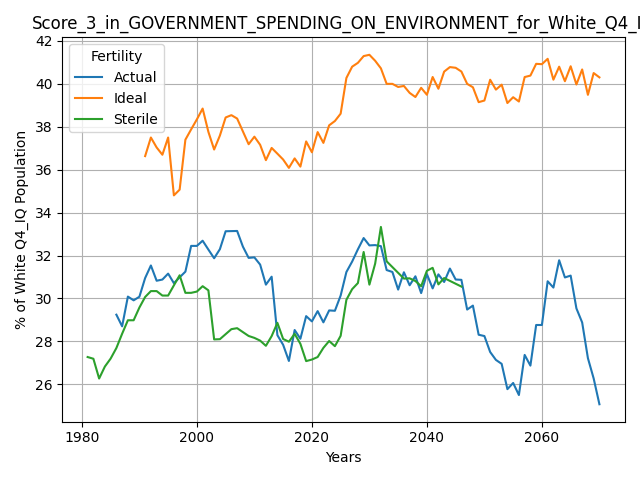 Score_3_in_GOVERNMENT_SPENDING_ON_ENVIRONMENT_for_White_Q4_I
Fertility
Actual
Ideal
Sterile
% of White Q4_IQ Population
42
40
38
36
34
32
30
28
26
1980
2000
2020
2040
2060
Years